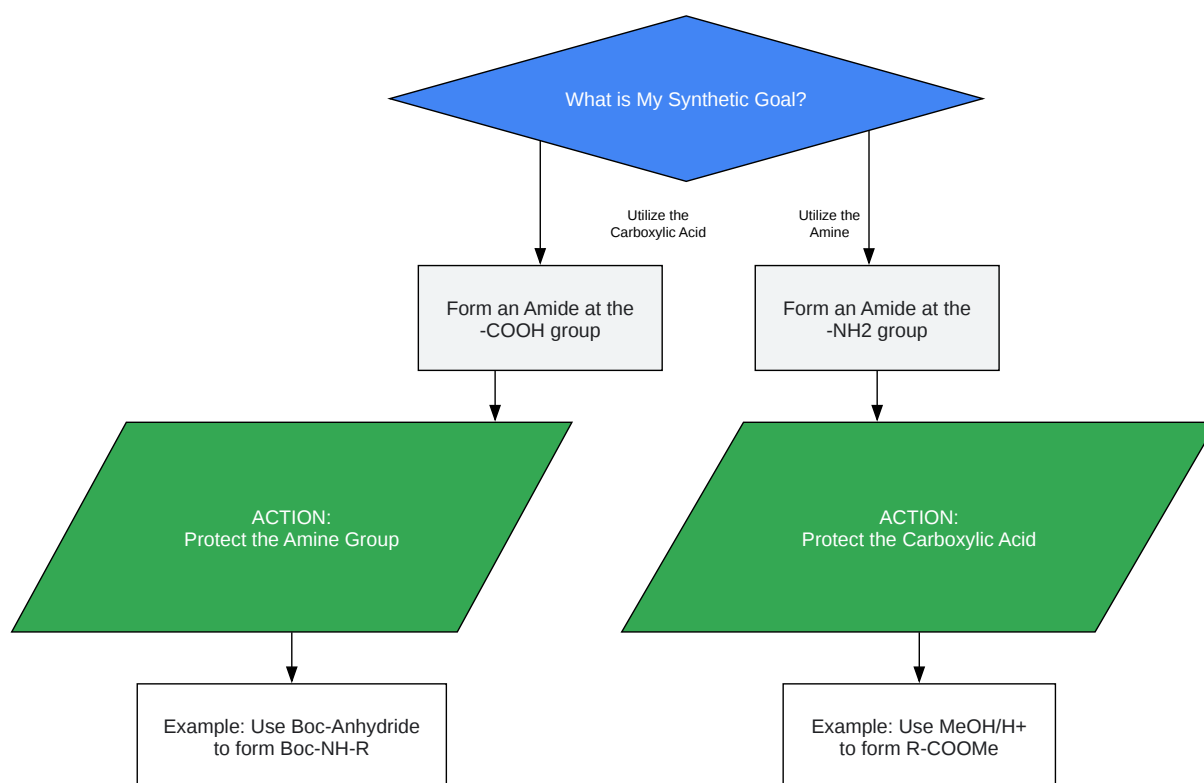 What is My Synthetic Goal?
Utilize the
Carboxylic Acid
Utilize the
Amine
Form an Amide at the
-COOH group
Form an Amide at the
-NH2 group
ACTION:
Protect the Amine Group
ACTION:
Protect the Carboxylic Acid
Example: Use Boc-Anhydride
to form Boc-NH-R
Example: Use MeOH/H+
to form R-COOMe